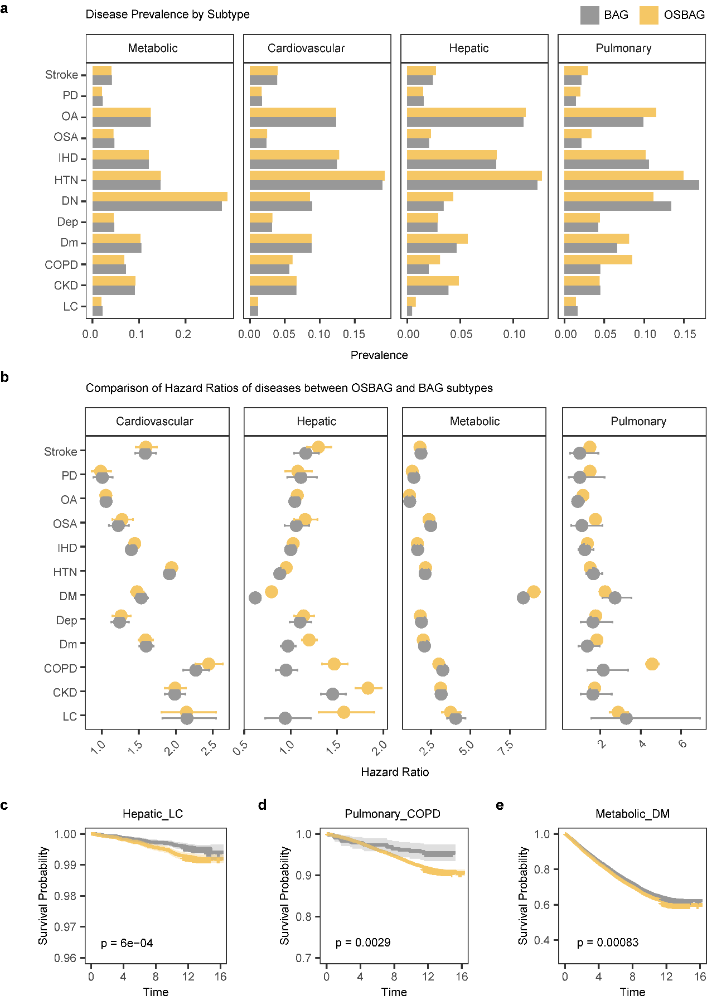 a
Disease Prevalence by Subtype
BAG OSBAG
Metabolic Cardiovascular Hepatic Pulmonary
Stroke
PD
OA
OSA
IHD
HTN
DN
Dep
Dm
COPD
CKD
LC
0.0 0.1 0.2 0.00 0.05 0.10 0.15 0.00 0.05 0.10 0.00 0.05 0.10 0.15
Prevalence
b
Comparison of Hazard Ratios of diseases between OSBAG and BAG subtypes
Cardiovascular Hepatic Metabolic Pulmonary
Stroke
PD
OA
OSA
IHD
HTN
DM
Dep
Dm
COPD
CKD
LC
1.0 1.5 2.0 2.5 0.5 1.0 1.5 2.0 2.5 5.0 7.5 2 4 6
Hazard Ratio
c
Hepatic_LC
Survival Probability
1.00
0.99
0.98
0.97
0.96
p = 6e−04
0 4 8 12 16
Time
d
Pulmonary_COPD
Survival Probability
1.0
0.9
0.8
0.7
p = 0.0029
0 4 8 12 16
Time
e
Metabolic_DM
Survival Probability
1.0
0.8
0.6
0.4
p = 0.00083
0 4 8 12 16
Time